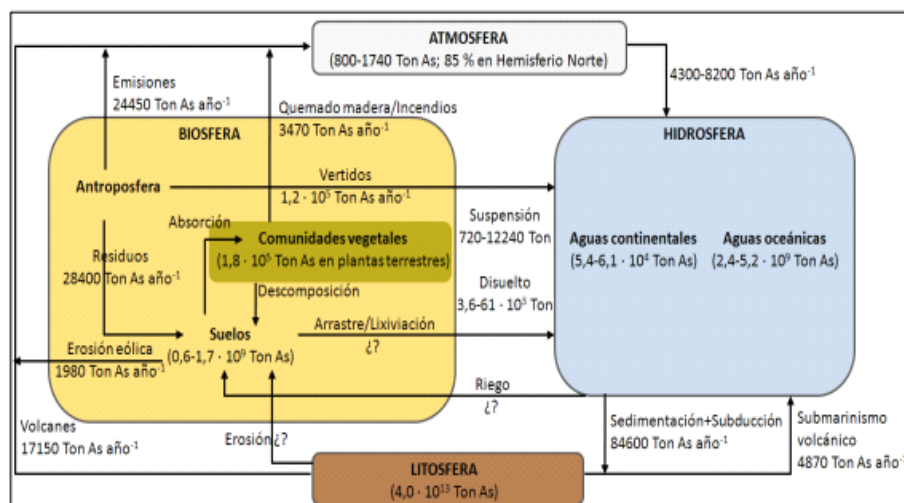 ATMOSFERA
(800-1740 Ton As; 85 % en Hemisferio Norte)
4300-8200 Ton As año⁻¹
Emisiones
24450 Ton As año⁻¹
Quemado madera/Incendios
3470 Ton As año⁻¹
BIOSFERA
HIDROSFERA
Antroposfera
Vertidos
1,2 · 10⁵ Ton As año⁻¹
Absorción
Suspensión
720-12240 Ton
Residuos
28400 Ton As año⁻¹
Comunidades vegetales
(1,8 · 10⁵ Ton As en plantas terrestres)
Aguas continentales
(5,4-6,1 · 10⁴ Ton As)
Aguas oceánicas
(2,4-5,2 · 10⁹ Ton As)
Descomposición
Disuelto
3,6-61 · 10³ Ton
Suelos
(0,6-1,7 · 10⁹ Ton As)
Arrastre/Lixiviación
¿?
Erosión eólica
1980 Ton As año⁻¹
Riego
¿?
Volcanes
17150 Ton As año⁻¹
Erosión ¿?
Sedimentación+Subducción
84600 Ton As año⁻¹
Submarinismo
volcánico
4870 Ton As año⁻¹
LITOSFERA
(4,0 · 10¹³ Ton As)